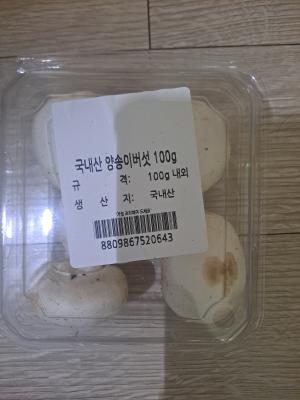 국내산 양송이버섯 100g
규 격: 100g 내외
생 산 지: 국내산
8809867520643